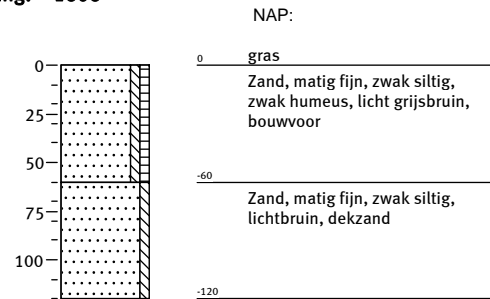 NAP:
0 gras
0
Zand, matig fijn, zwak siltig,
zwak humeus, licht grijsbruin,
bouwvoor
25
50
-60
Zand, matig fijn, zwak siltig,
lichtbruin, dekzand
75
100
-120